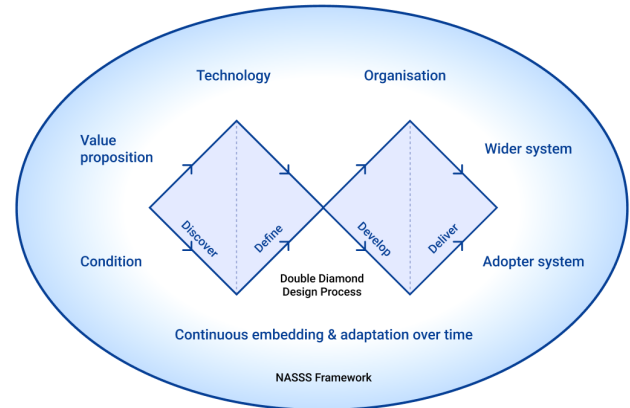 Technology
Organisation
Value
proposition
Wider system
Discover
Define
Develop
Deliver
Condition
Adopter system
Double Diamond
Design Process
Continuous embedding & adaptation over time
NASSS Framework